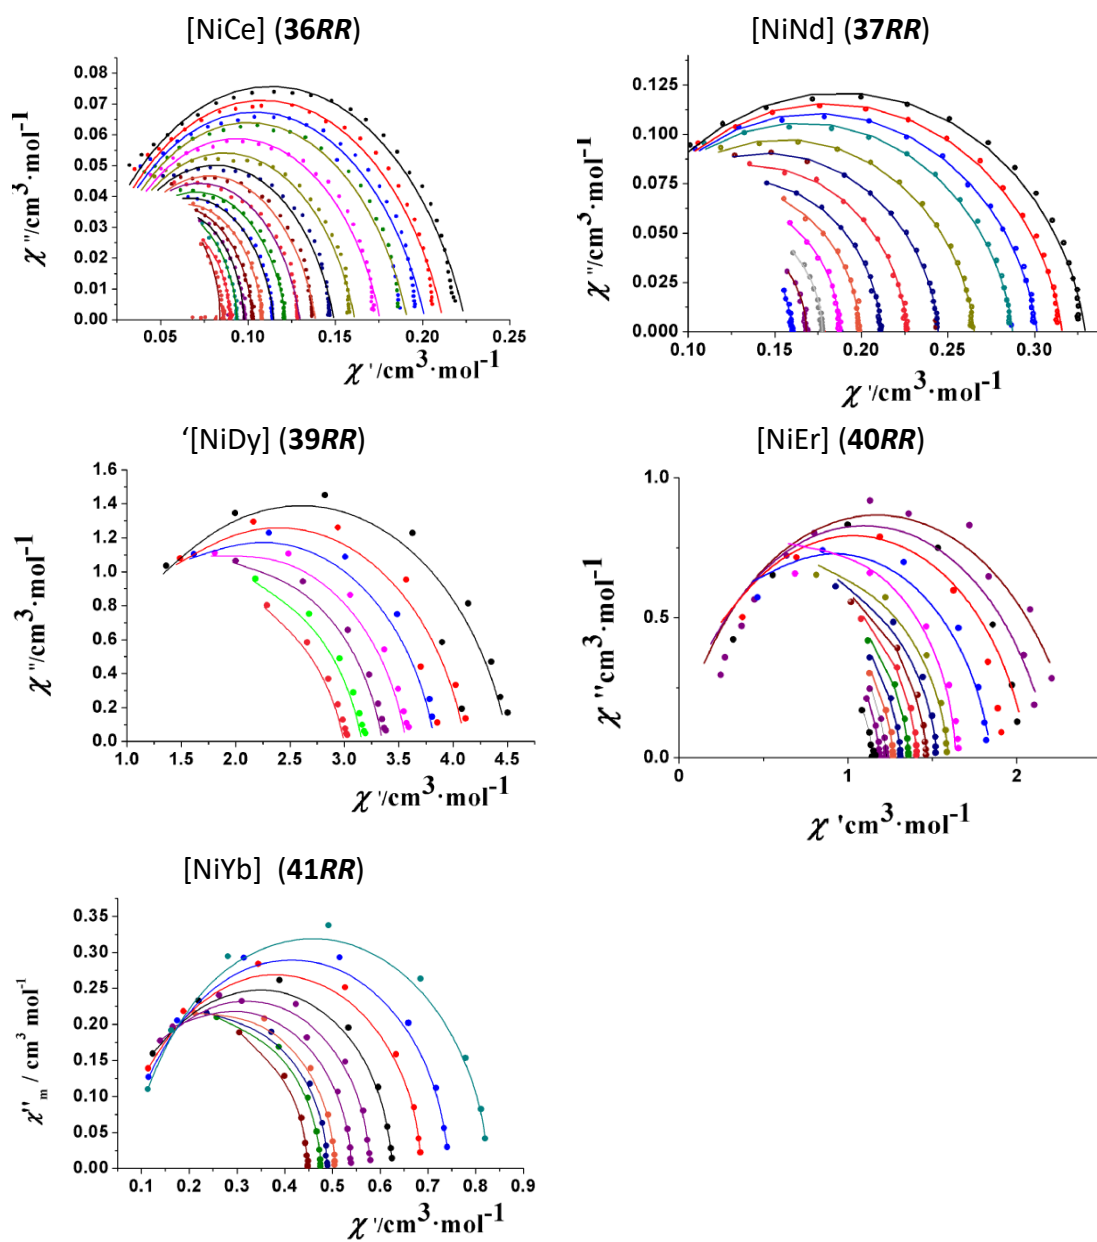 [NiCe] (36RR)
χ''/cm3·mol-1
0.08
0.07
0.06
0.05
0.04
0.03
0.02
0.01
0.00
0.05 0.10 0.15 0.20 0.25
χ'/cm3·mol-1
[NiNd] (37RR)
χ''/cm3·mol-1
0.125
0.100
0.075
0.050
0.025
0.000
0.10 0.15 0.20 0.25 0.30
χ'/cm3·mol-1
‘[NiDy] (39RR)
χ''/cm3·mol-1
1.6
1.4
1.2
1.0
0.8
0.6
0.4
0.2
0.0
1.0 1.5 2.0 2.5 3.0 3.5 4.0 4.5
χ'/cm3·mol-1
[NiEr] (40RR)
χ''cm3·mol-1
1.0
0.5
0.0
0 1 2
χ'cm3·mol-1
[NiYb] (41RR)
χ''m / cm3 mol-1
0.35
0.30
0.25
0.20
0.15
0.10
0.05
0.00
0.1 0.2 0.3 0.4 0.5 0.6 0.7 0.8 0.9
χ'/cm3·mol-1